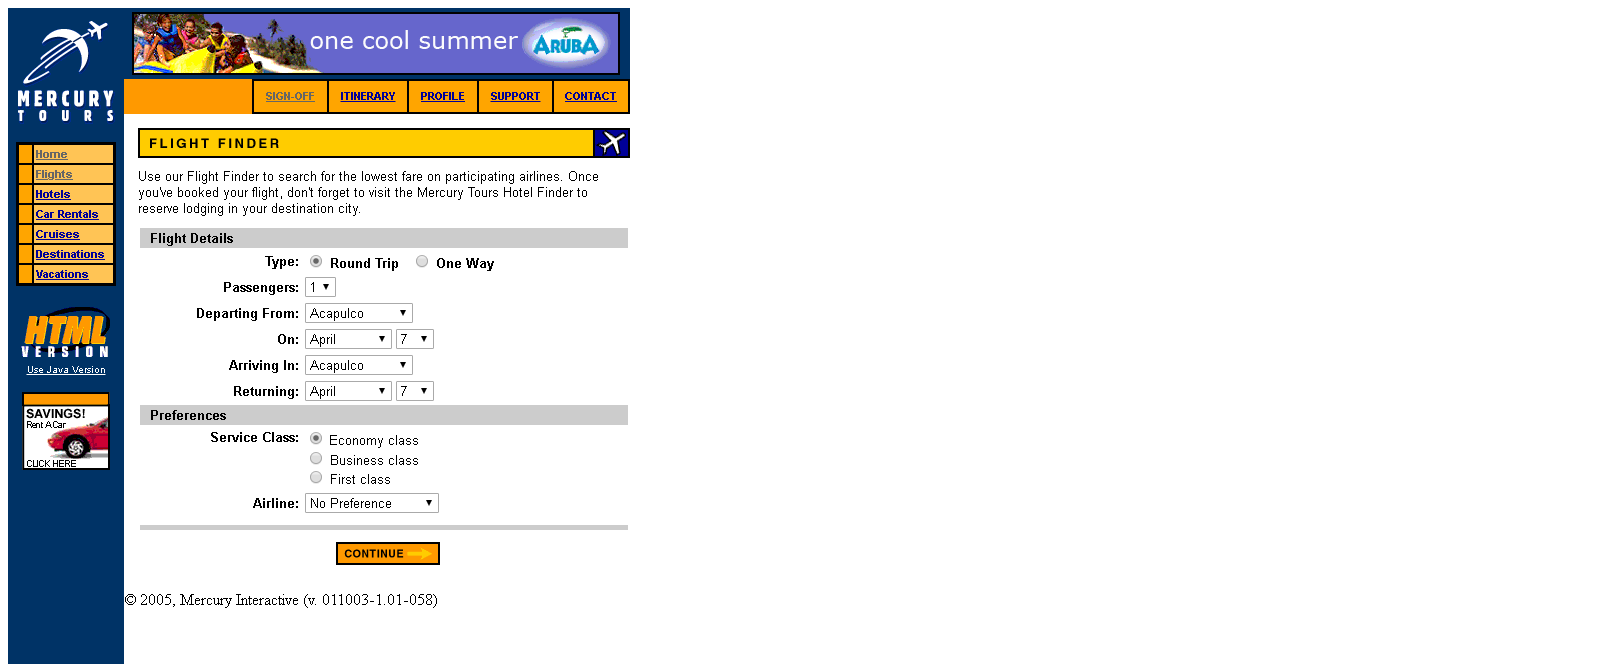 one cool summer ARUBA
MERCURY
TOURS
SIGN-OFF ITINERARY PROFILE SUPPORT CONTACT
Home
Flights
Hotels
Car Rentals
Cruises
Destinations
Vacations
HTML
VERSION
Use Java Version
SAVINGS!
Rent A Car
CLICK HERE
FLIGHT FINDER
Use our Flight Finder to search for the lowest fare on participating airlines. Once
you've booked your flight, don't forget to visit the Mercury Tours Hotel Finder to
reserve lodging in your destination city.
Flight Details
Type: Round Trip One Way
Passengers: 1
Departing From: Acapulco
On: April 7
Arriving In: Acapulco
Returning: April 7
Preferences
Service Class: Economy class
Business class
First class
Airline: No Preference
CONTINUE
© 2005, Mercury Interactive (v. 011003-1.01-058)